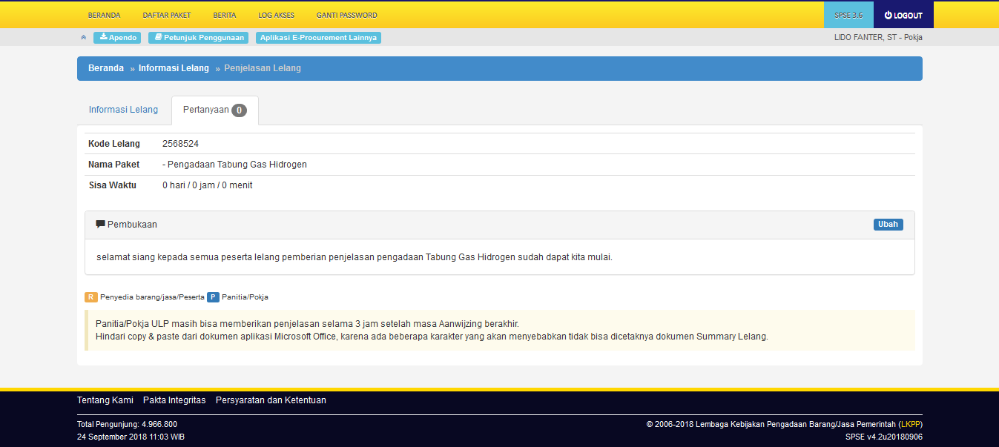 BERANDA DAFTAR PAKET BERITA LOG AKSES GANTI PASSWORD SPSE 3.6 LOGOUT
Apendo Petunjuk Penggunaan Aplikasi E-Procurement Lainnya LIDO FANTER, ST - Pokja
Beranda » Informasi Lelang » Penjelasan Lelang
Informasi Lelang Pertanyaan 0
Kode Lelang 2568524
Nama Paket - Pengadaan Tabung Gas Hidrogen
Sisa Waktu 0 hari / 0 jam / 0 menit
Pembukaan Ubah
selamat siang kepada semua peserta lelang pemberian penjelasan pengadaan Tabung Gas Hidrogen sudah dapat kita mulai.
R Penyedia barang/jasa/Peserta P Panitia/Pokja
Panitia/Pokja ULP masih bisa memberikan penjelasan selama 3 jam setelah masa Aanwijzing berakhir.
Hindari copy & paste dari dokumen aplikasi Microsoft Office, karena ada beberapa karakter yang akan menyebabkan tidak bisa dicetaknya dokumen Summary Lelang.
Tentang Kami Pakta Integritas Persyaratan dan Ketentuan
Total Pengunjung: 4.966.800 © 2006-2018 Lembaga Kebijakan Pengadaan Barang/Jasa Pemerintah (LKPP)
24 September 2018 11:03 WIB SPSE v4.2u20180906